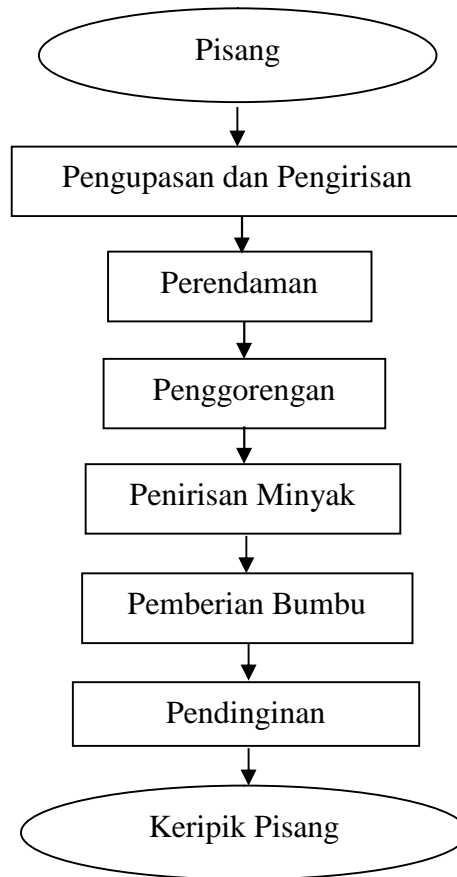 Pisang
Pengupasan dan Pengirisan
Perendaman
Penggorengan
Penirisan Minyak
Pemberian Bumbu
Pendinginan
Keripik Pisang